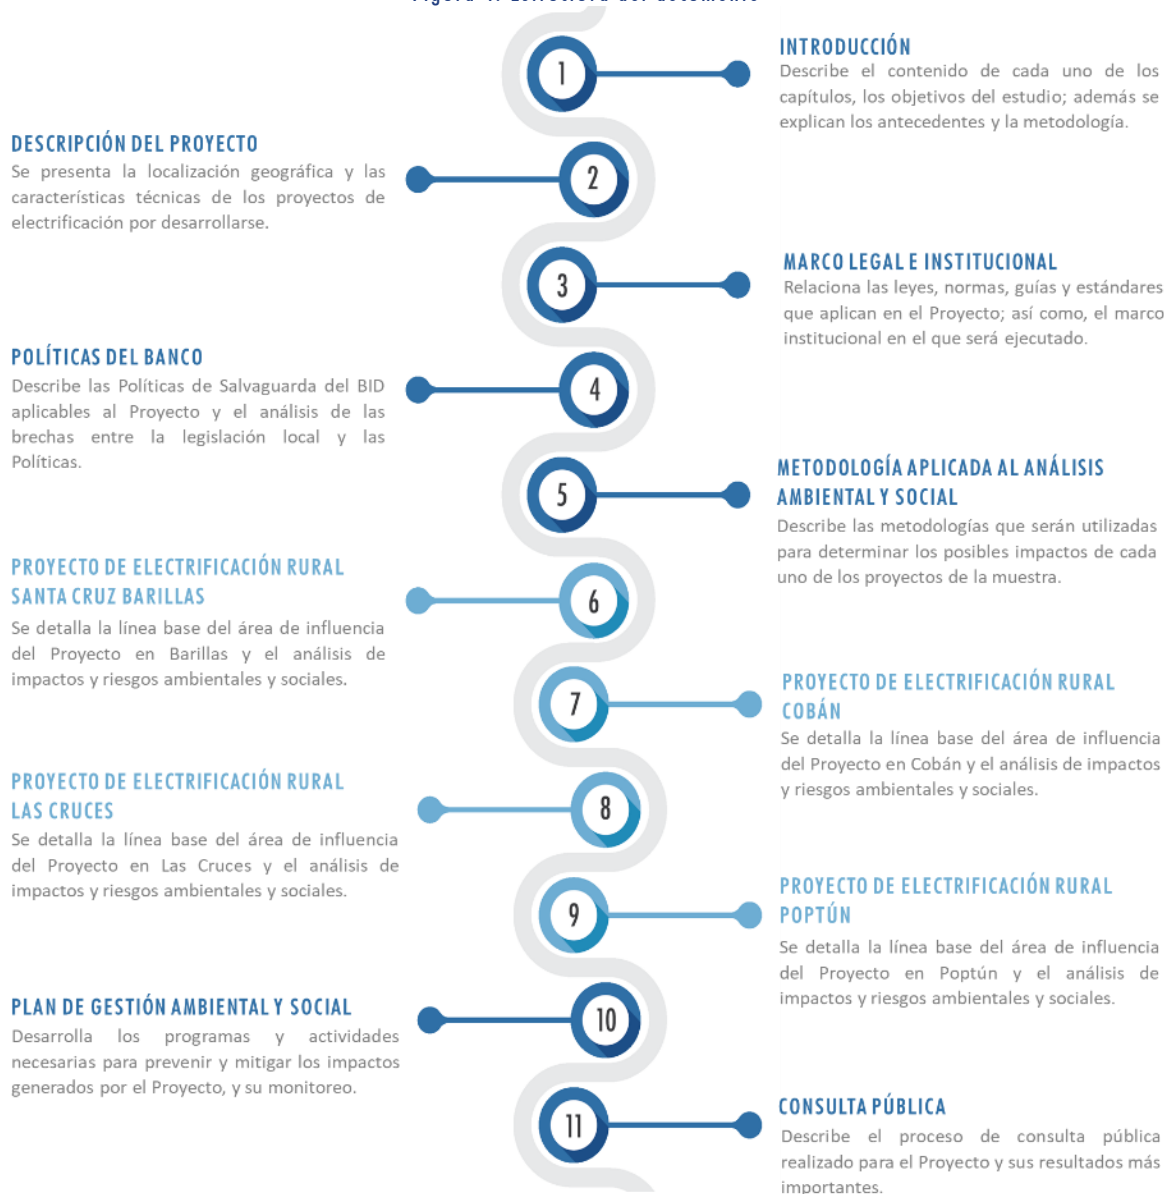 Figura 1. Estructura del documento
1
INTRODUCCIÓN
Describe el contenido de cada uno de los
capítulos, los objetivos del estudio; además se
explican los antecedentes y la metodología.
DESCRIPCIÓN DEL PROYECTO
Se presenta la localización geográfica y las
características técnicas de los proyectos de
electrificación por desarrollarse.
2
3
MARCO LEGAL E INSTITUCIONAL
Relaciona las leyes, normas, guías y estándares
que aplican en el Proyecto; así como, el marco
institucional en el que será ejecutado.
POLÍTICAS DEL BANCO
Describe las Políticas de Salvaguarda del BID
aplicables al Proyecto y el análisis de las
brechas entre la legislación local y las
Políticas.
4
5
METODOLOGÍA APLICADA AL ANÁLISIS
AMBIENTAL Y SOCIAL
Describe las metodologías que serán utilizadas
para determinar los posibles impactos de cada
uno de los proyectos de la muestra.
PROYECTO DE ELECTRIFICACIÓN RURAL
SANTA CRUZ BARILLAS
Se detalla la línea base del área de influencia
del Proyecto en Barillas y el análisis de
impactos y riesgos ambientales y sociales.
6
7
PROYECTO DE ELECTRIFICACIÓN RURAL
COBÁN
Se detalla la línea base del área de influencia
del Proyecto en Cobán y el análisis de impactos
y riesgos ambientales y sociales.
PROYECTO DE ELECTRIFICACIÓN RURAL
LAS CRUCES
Se detalla la línea base del área de influencia
del Proyecto en Las Cruces y el análisis de
impactos y riesgos ambientales y sociales.
8
9
PROYECTO DE ELECTRIFICACIÓN RURAL
POPTÚN
Se detalla la línea base del área de influencia
del Proyecto en Poptún y el análisis de
impactos y riesgos ambientales y sociales.
PLAN DE GESTIÓN AMBIENTAL Y SOCIAL
Desarrolla los programas y actividades
necesarias para prevenir y mitigar los impactos
generados por el Proyecto, y su monitoreo.
10
11
CONSULTA PÚBLICA
Describe el proceso de consulta pública
realizado para el Proyecto y sus resultados más
importantes.